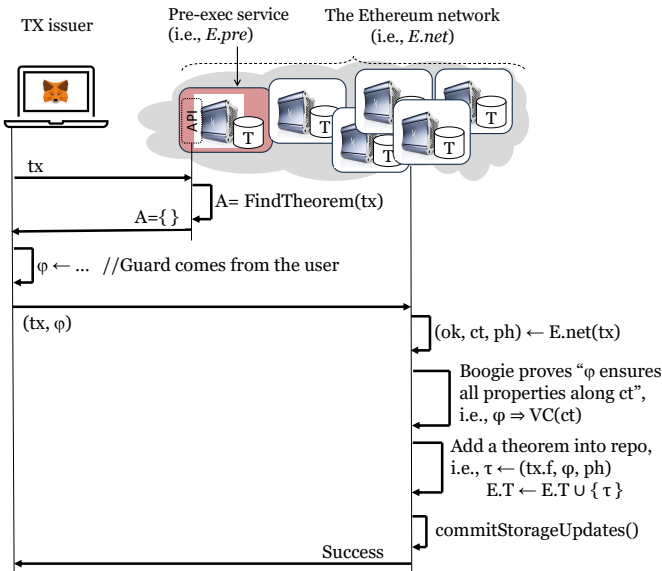 TX issuer
Pre-exec service
(i.e., E.pre)
The Ethereum network
(i.e., E.net)
API
T
T
T
T
T
T
tx
A= FindTheorem(tx)
A={ }
φ ← ... //Guard comes from the user
(tx, φ)
(ok, ct, ph) ← E.net(tx)
Boogie proves “φ ensures
all properties along ct”,
i.e., φ ⇒ VC(ct)
Add a theorem into repo,
i.e., τ ← (tx.f, φ, ph)
E.T ← E.T ∪ { τ }
commitStorageUpdates()
Success